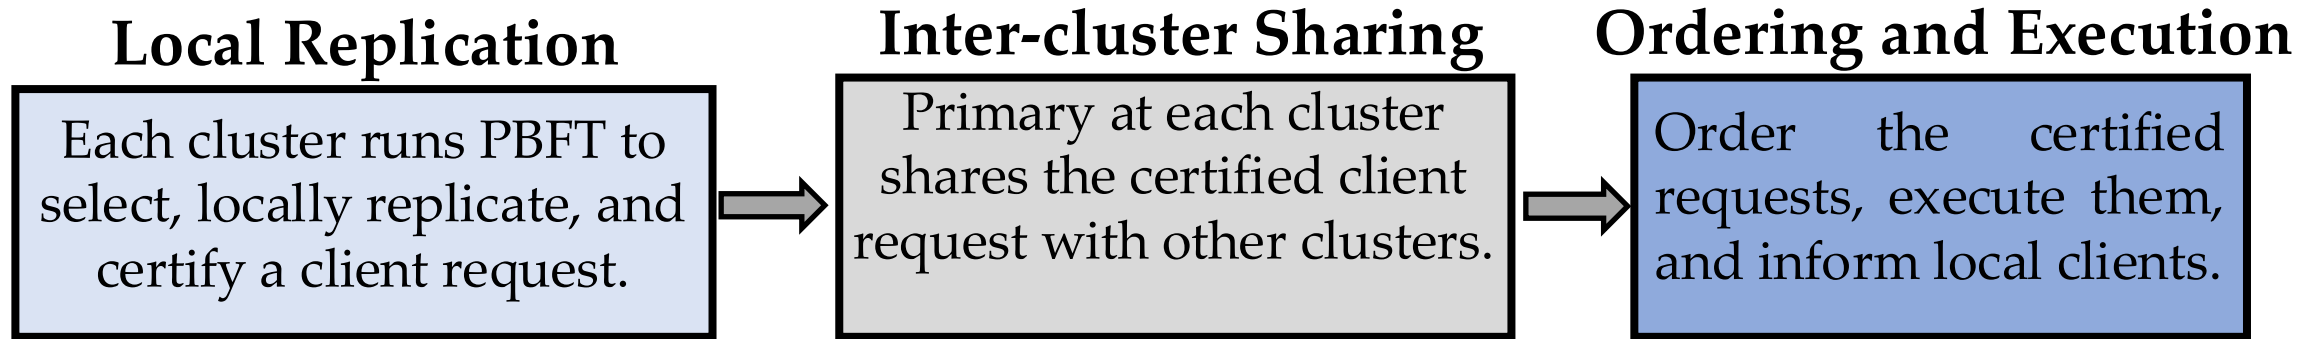 Local Replication
Each cluster runs PBFT to
select, locally replicate, and
certify a client request.
Inter-cluster Sharing
Primary at each cluster
shares the certified client
request with other clusters.
Ordering and Execution
Order the certified
requests, execute them,
and inform local clients.